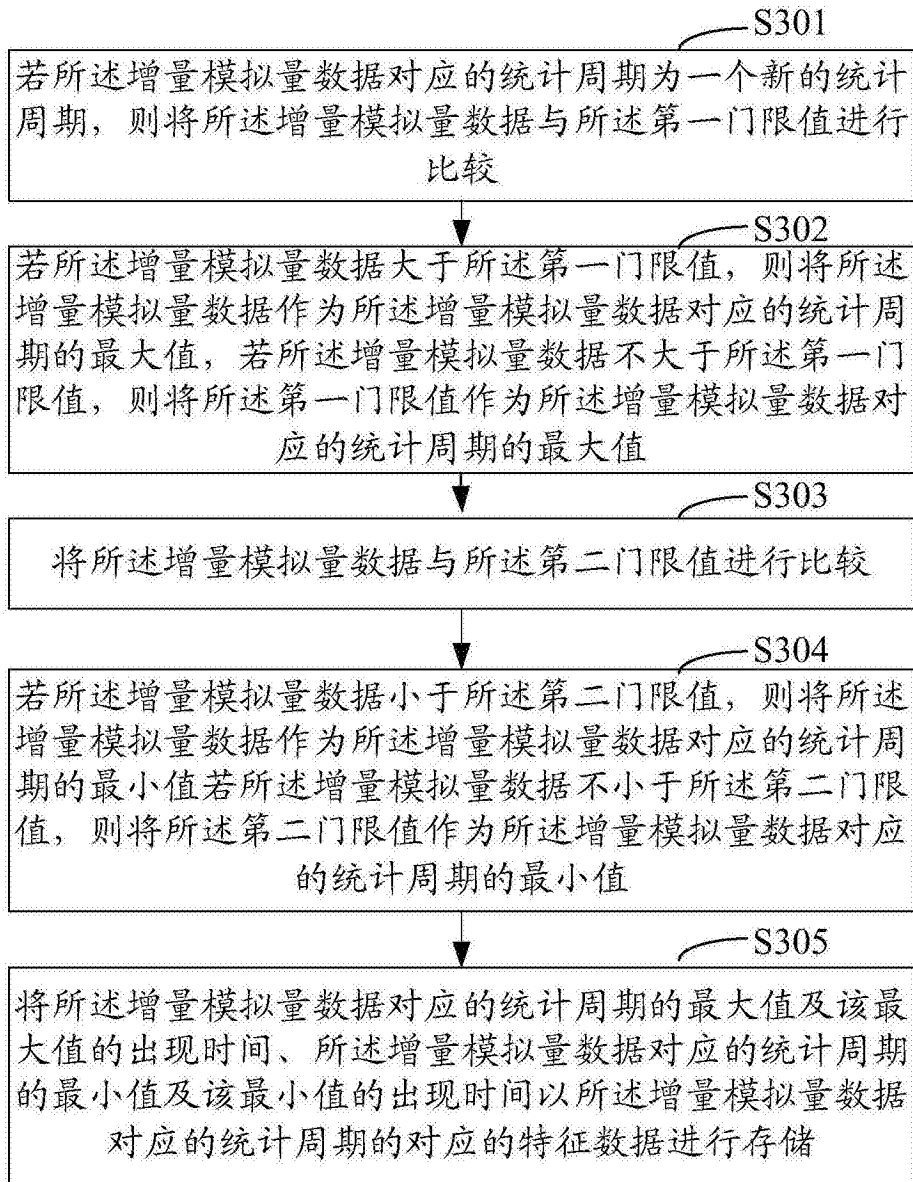 S301
若所述增量模拟量数据对应的统计周期为一个新的统计
周期，则将所述增量模拟量数据与所述第一门限值进行
比较
S302
若所述增量模拟量数据大于所述第一门限值，则将所述
增量模拟量数据作为所述增量模拟量数据对应的统计周
期的最大值，若所述增量模拟量数据不大于所述第一门
限值，则将所述第一门限值作为所述增量模拟量数据对
应的统计周期的最大值
S303
将所述增量模拟量数据与所述第二门限值进行比较
S304
若所述增量模拟量数据小于所述第二门限值，则将所述
增量模拟量数据作为所述增量模拟量数据对应的统计周
期的最小值若所述增量模拟量数据不小于所述第二门限
值，则将所述第二门限值作为所述增量模拟量数据对应
的统计周期的最小值
S305
将所述增量模拟量数据对应的统计周期的最大值及该最
大值的出现时间、所述增量模拟量数据对应的统计周期
的最小值及该最小值的出现时间以所述增量模拟量数据
对应的统计周期的对应的特征数据进行存储